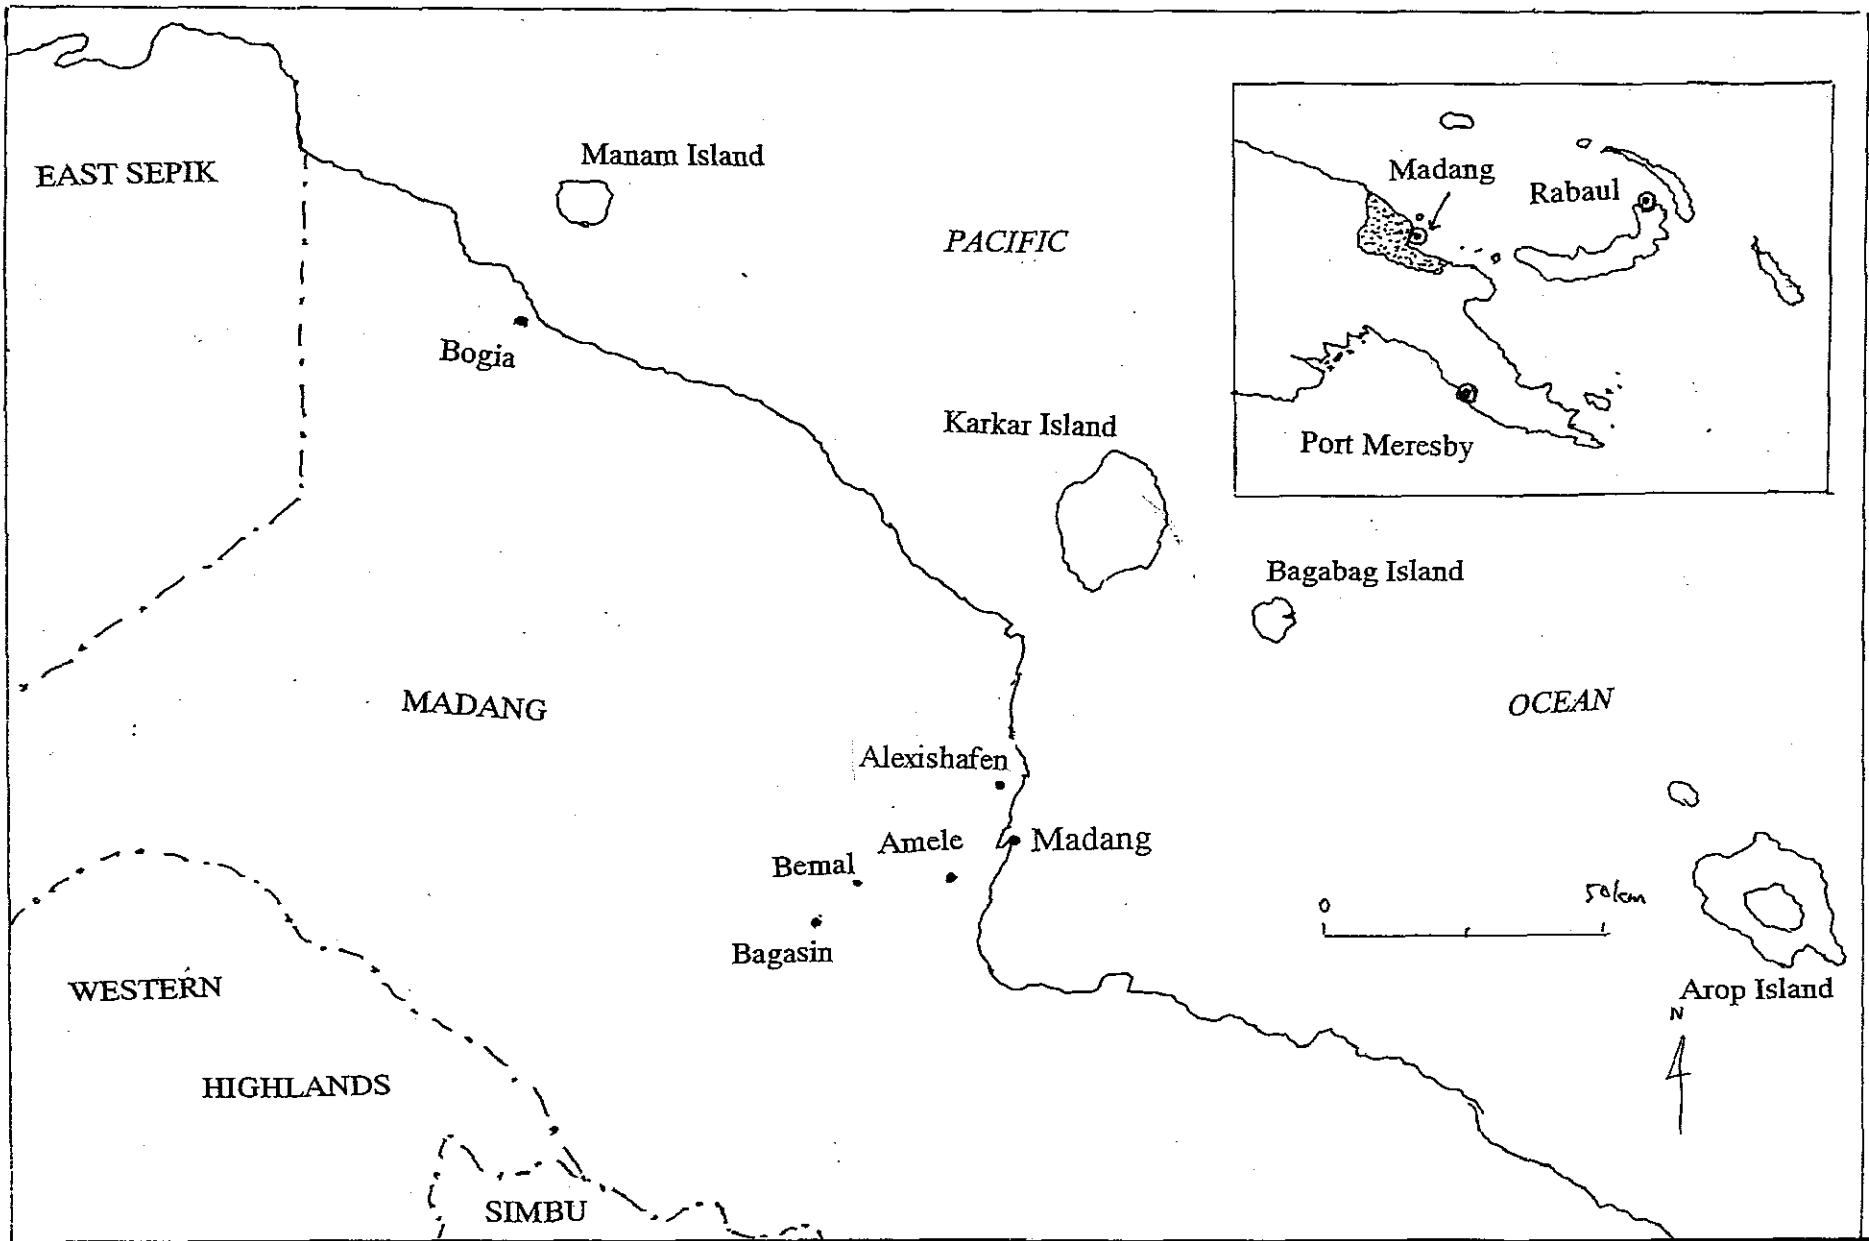 EAST SEPIK
Manam Island
PACIFIC
Madang
Rabaul
Port Meresby
Bogia
Karkar Island
Bagabag Island
MADANG
OCEAN
Alexishafen
Amele
Madang
Bemal
Bagasin
0
50km
Arop Island
N
WESTERN
HIGHLANDS
SIMBU